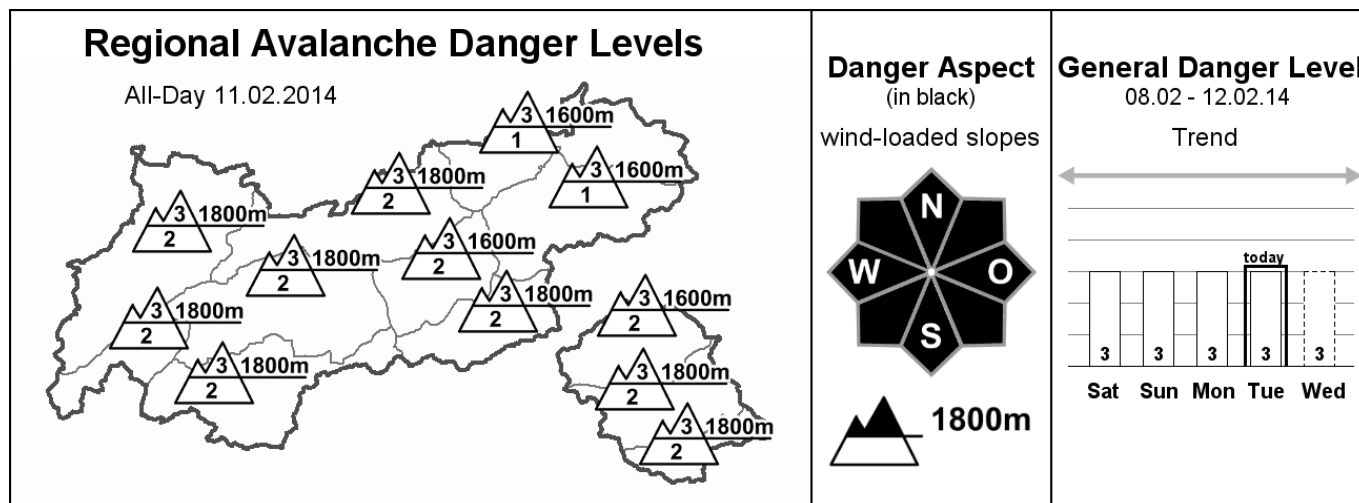 Regional Avalanche Danger Levels
All-Day 11.02.2014
3 1600m
1
3 1600m
1
3 1800m
2
3 1800m
2
3 1600m
2
3 1800m
2
3 1800m
2
3 1600m
2
3 1800m
2
3 1800m
2
3 1800m
2
3 1800m
2
Danger Aspect
(in black)
wind-loaded slopes
N
W O
S
1800m
General Danger Level
08.02 - 12.02.14
Trend
today
3 3 3 3 3
Sat Sun Mon Tue Wed